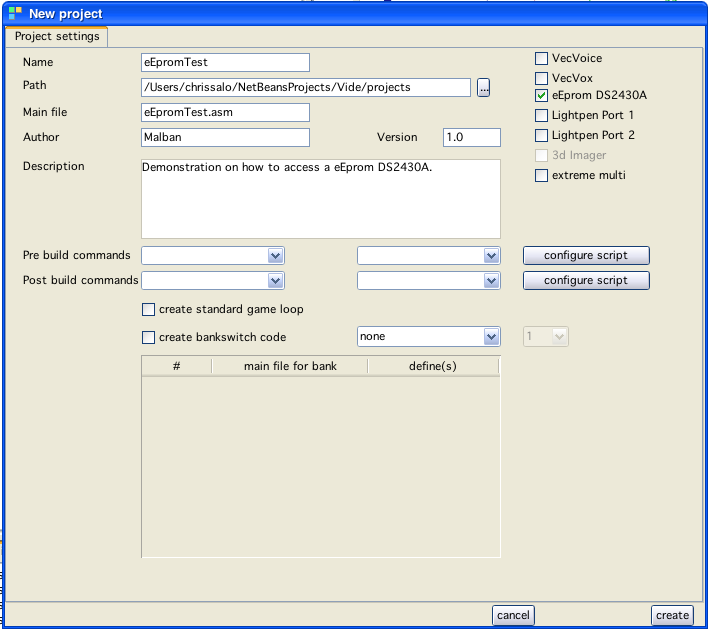 New project
Project settings
Name eEpromTest
VecVoice
Path /Users/chrissalo/NetBeansProjects/Vide/projects ...
VecVox
eEprom DS2430A
Main file eEpromTest.asm
Lightpen Port 1
Author Malban Version 1.0
Lightpen Port 2
3d Imager
Description Demonstration on how to access a eEprom DS2430A.
extreme multi
Pre build commands configure script
Post build commands configure script
create standard game loop
create bankswitch code none 1
# main file for bank define(s)
cancel create